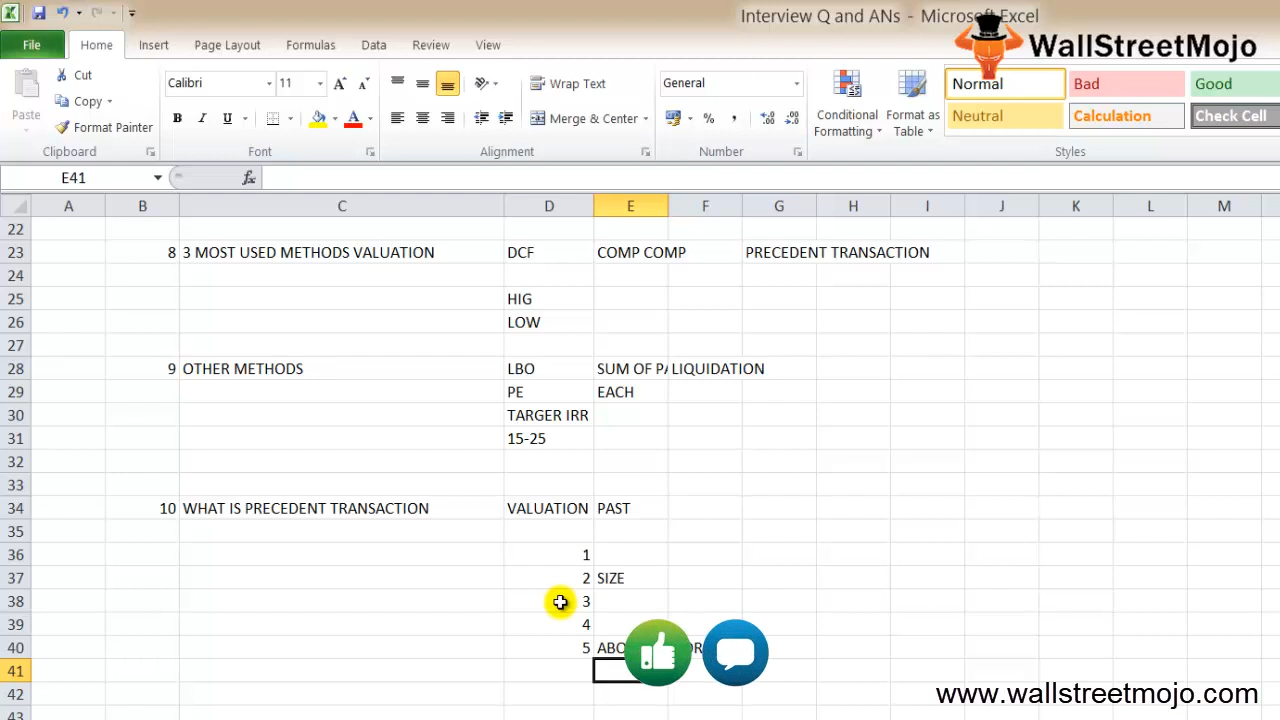 Interview Q and ANs - Microsoft Excel
WallStreetMojo
File Home Insert Page Layout Formulas Data Review View
Cut
Copy
Format Painter
Paste
Calibri 11
B I U
Wrap Text
Merge & Center
General
Conditional Formatting
Format as Table
Normal Bad Good
Neutral Calculation Check Cell
Clipboard Font Alignment Number Styles
E41 fx
A B C D E F G H I J K L M
22
23 8 3 MOST USED METHODS VALUATION DCF COMP COMP PRECEDENT TRANSACTION
24
25 HIG
26 LOW
27
28 9 OTHER METHODS LBO SUM OF PA LIQUIDATION
29 PE EACH
30 TARGER IRR
31 15-25
32
33
34 10 WHAT IS PRECEDENT TRANSACTION VALUATION PAST
35
36 1
37 2 SIZE
38 3
39 4
40 5
41
42
43
www.wallstreetmojo.com